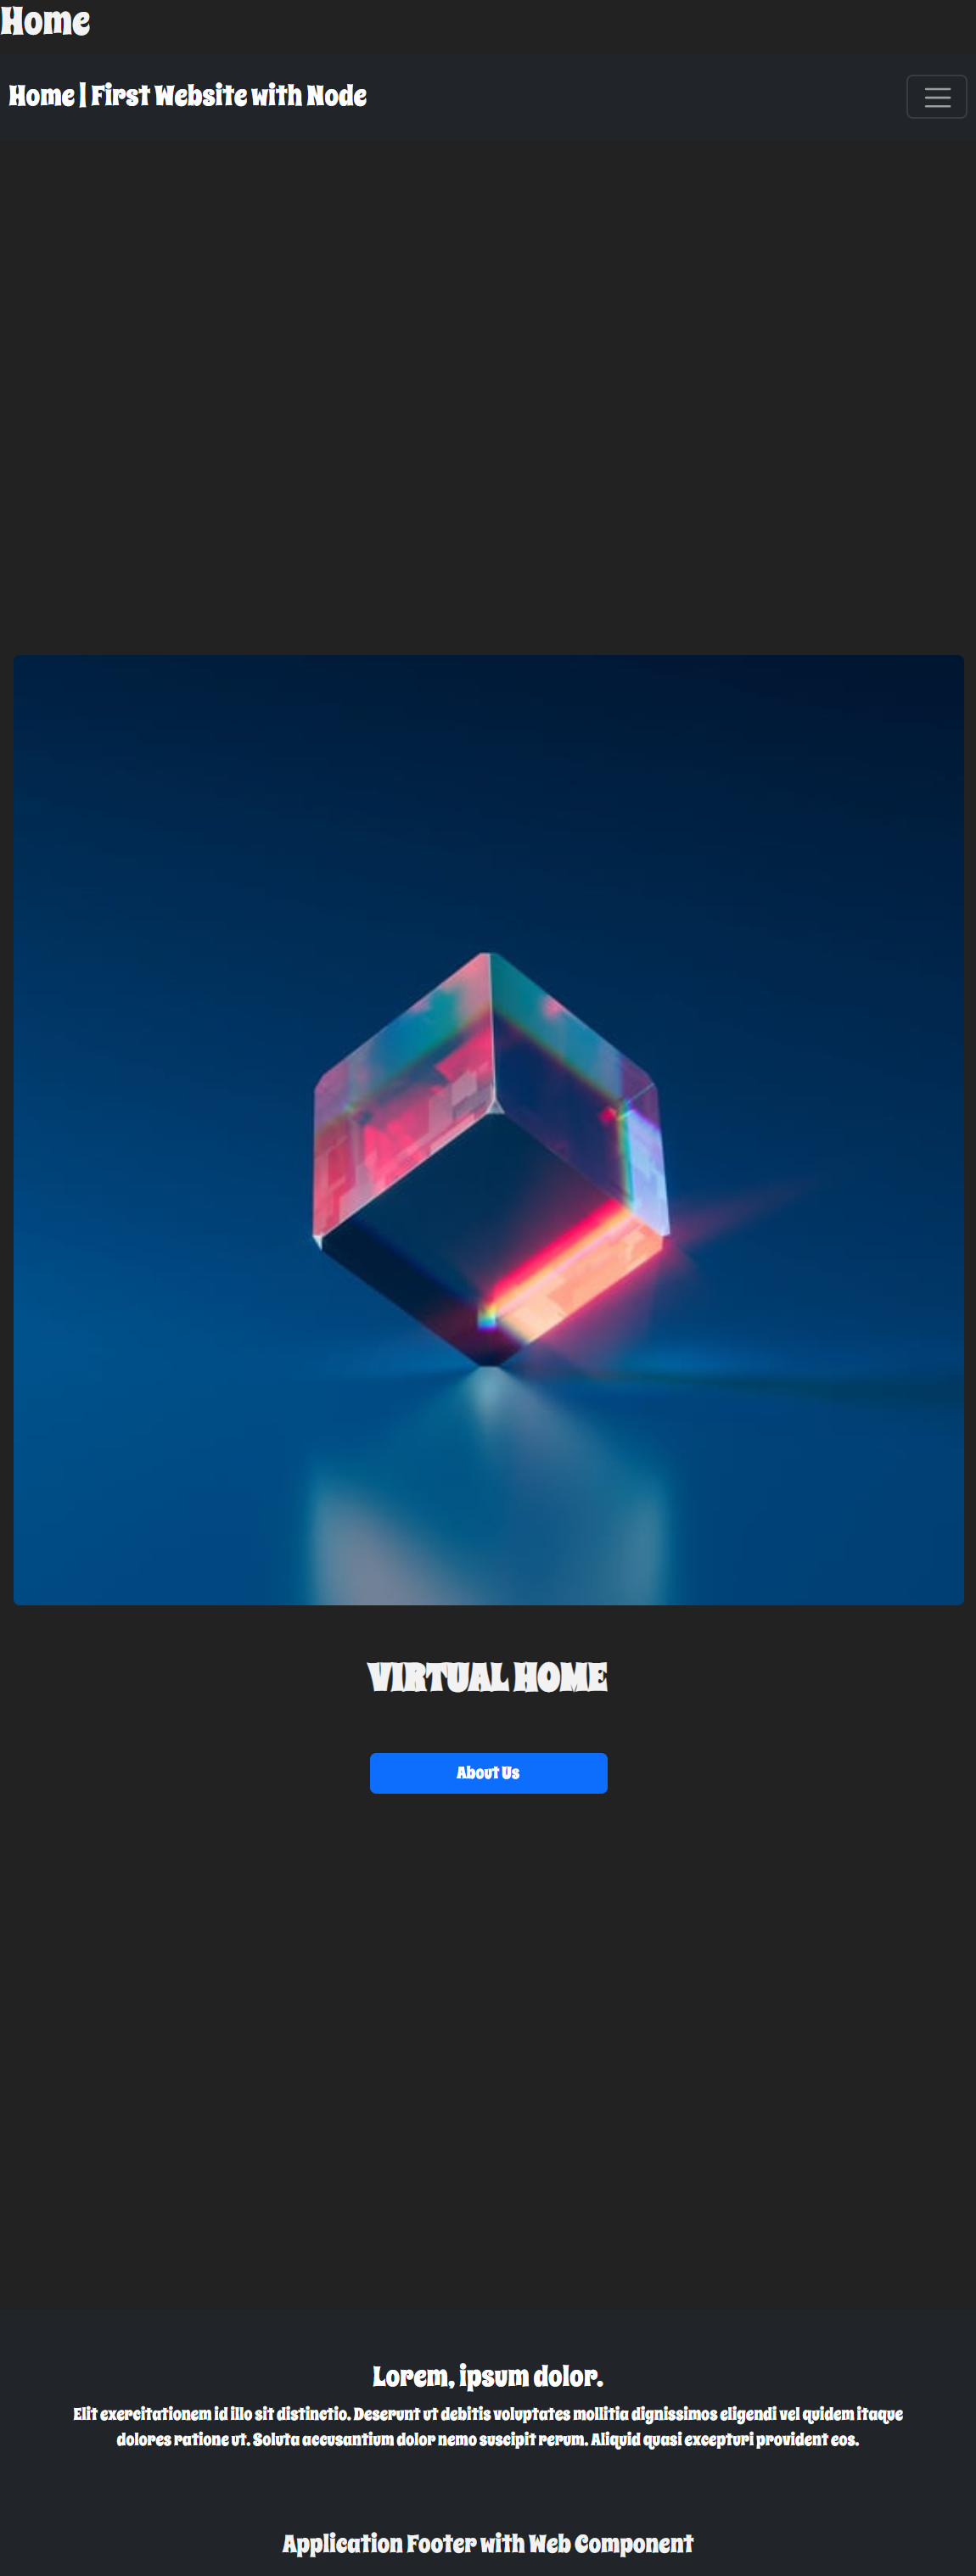 Home
Home | First Website with Node
VIRTUAL HOME
About Us
Lorem, ipsum dolor.
Elit exercitationem id illo sit distinctio. Deserunt ut debitis voluptates mollitia dignissimos eligendi vel quidem itaque
dolores ratione ut. Soluta accusantium dolor nemo suscipit rerum. Aliquid quasi excepturi provident eos.
Application Footer with Web Component